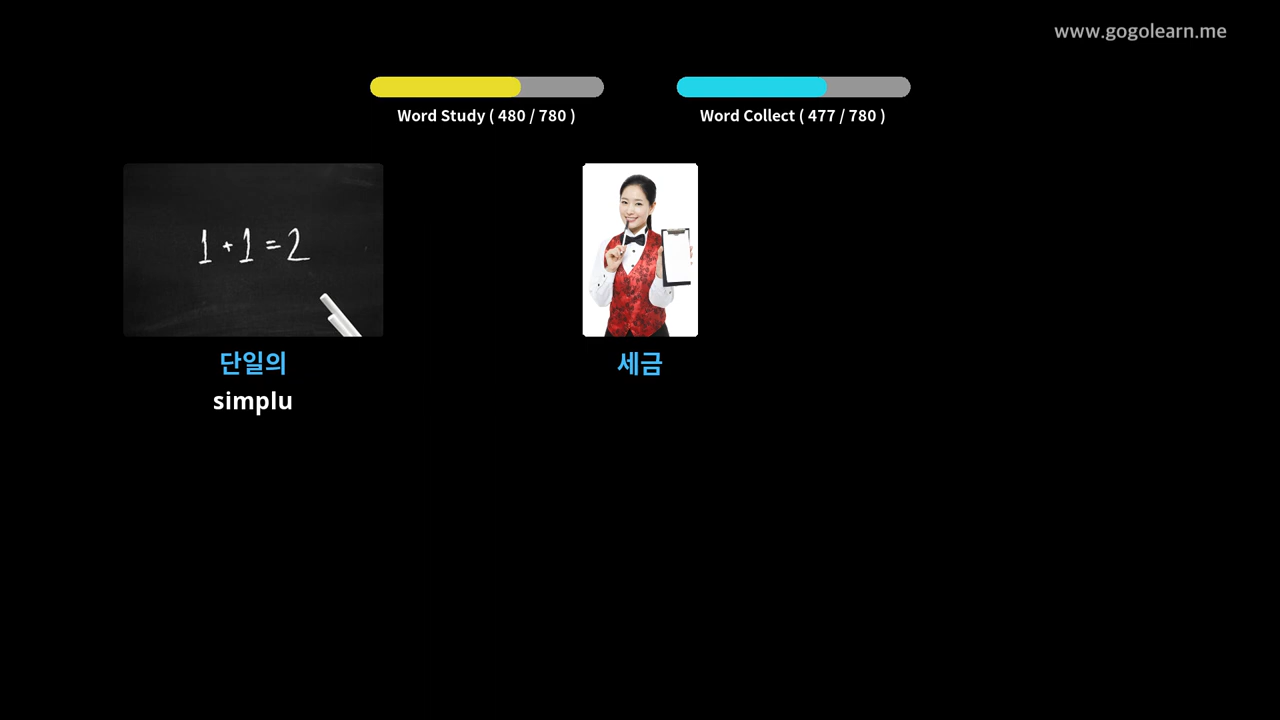 www.gogolearn.me
Word Study ( 480 / 780 )
Word Collect ( 477 / 780 )
1 + 1 = 2
단일의
simplu
세금